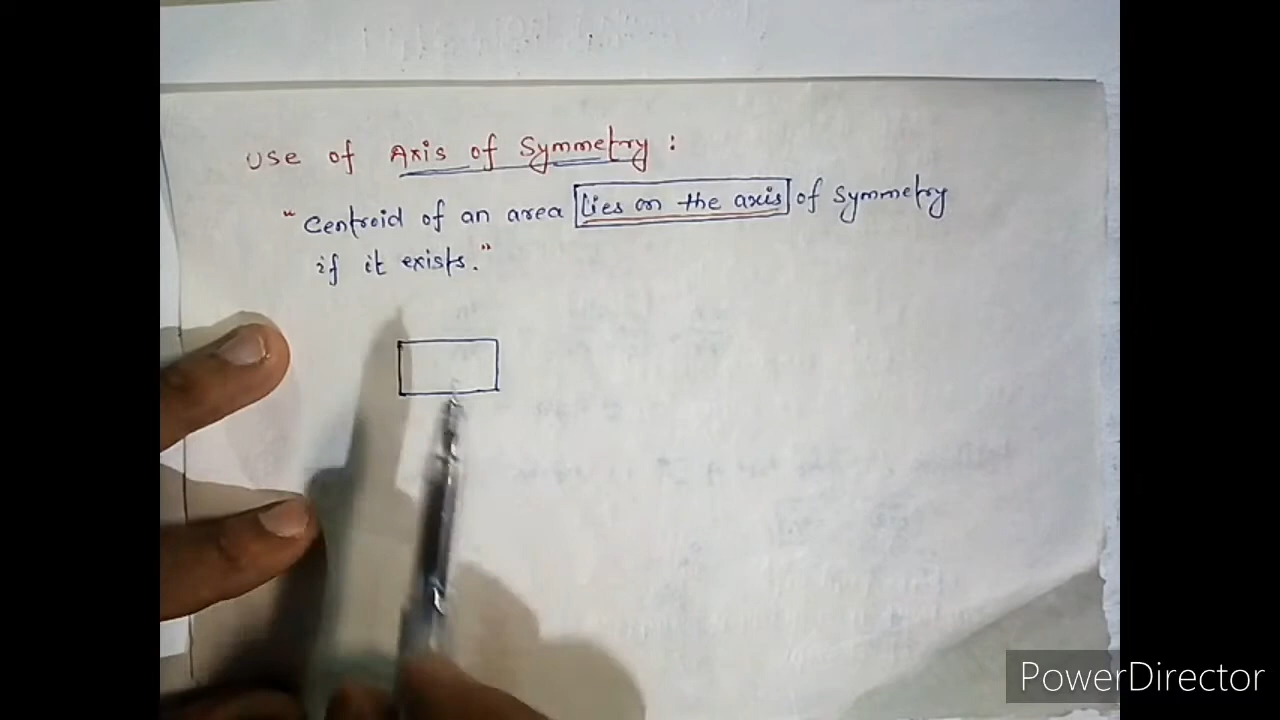 Use of Axis of Symmetry :
"Centroid of an area lies on the axis of Symmetry
if it exists."
PowerDirector